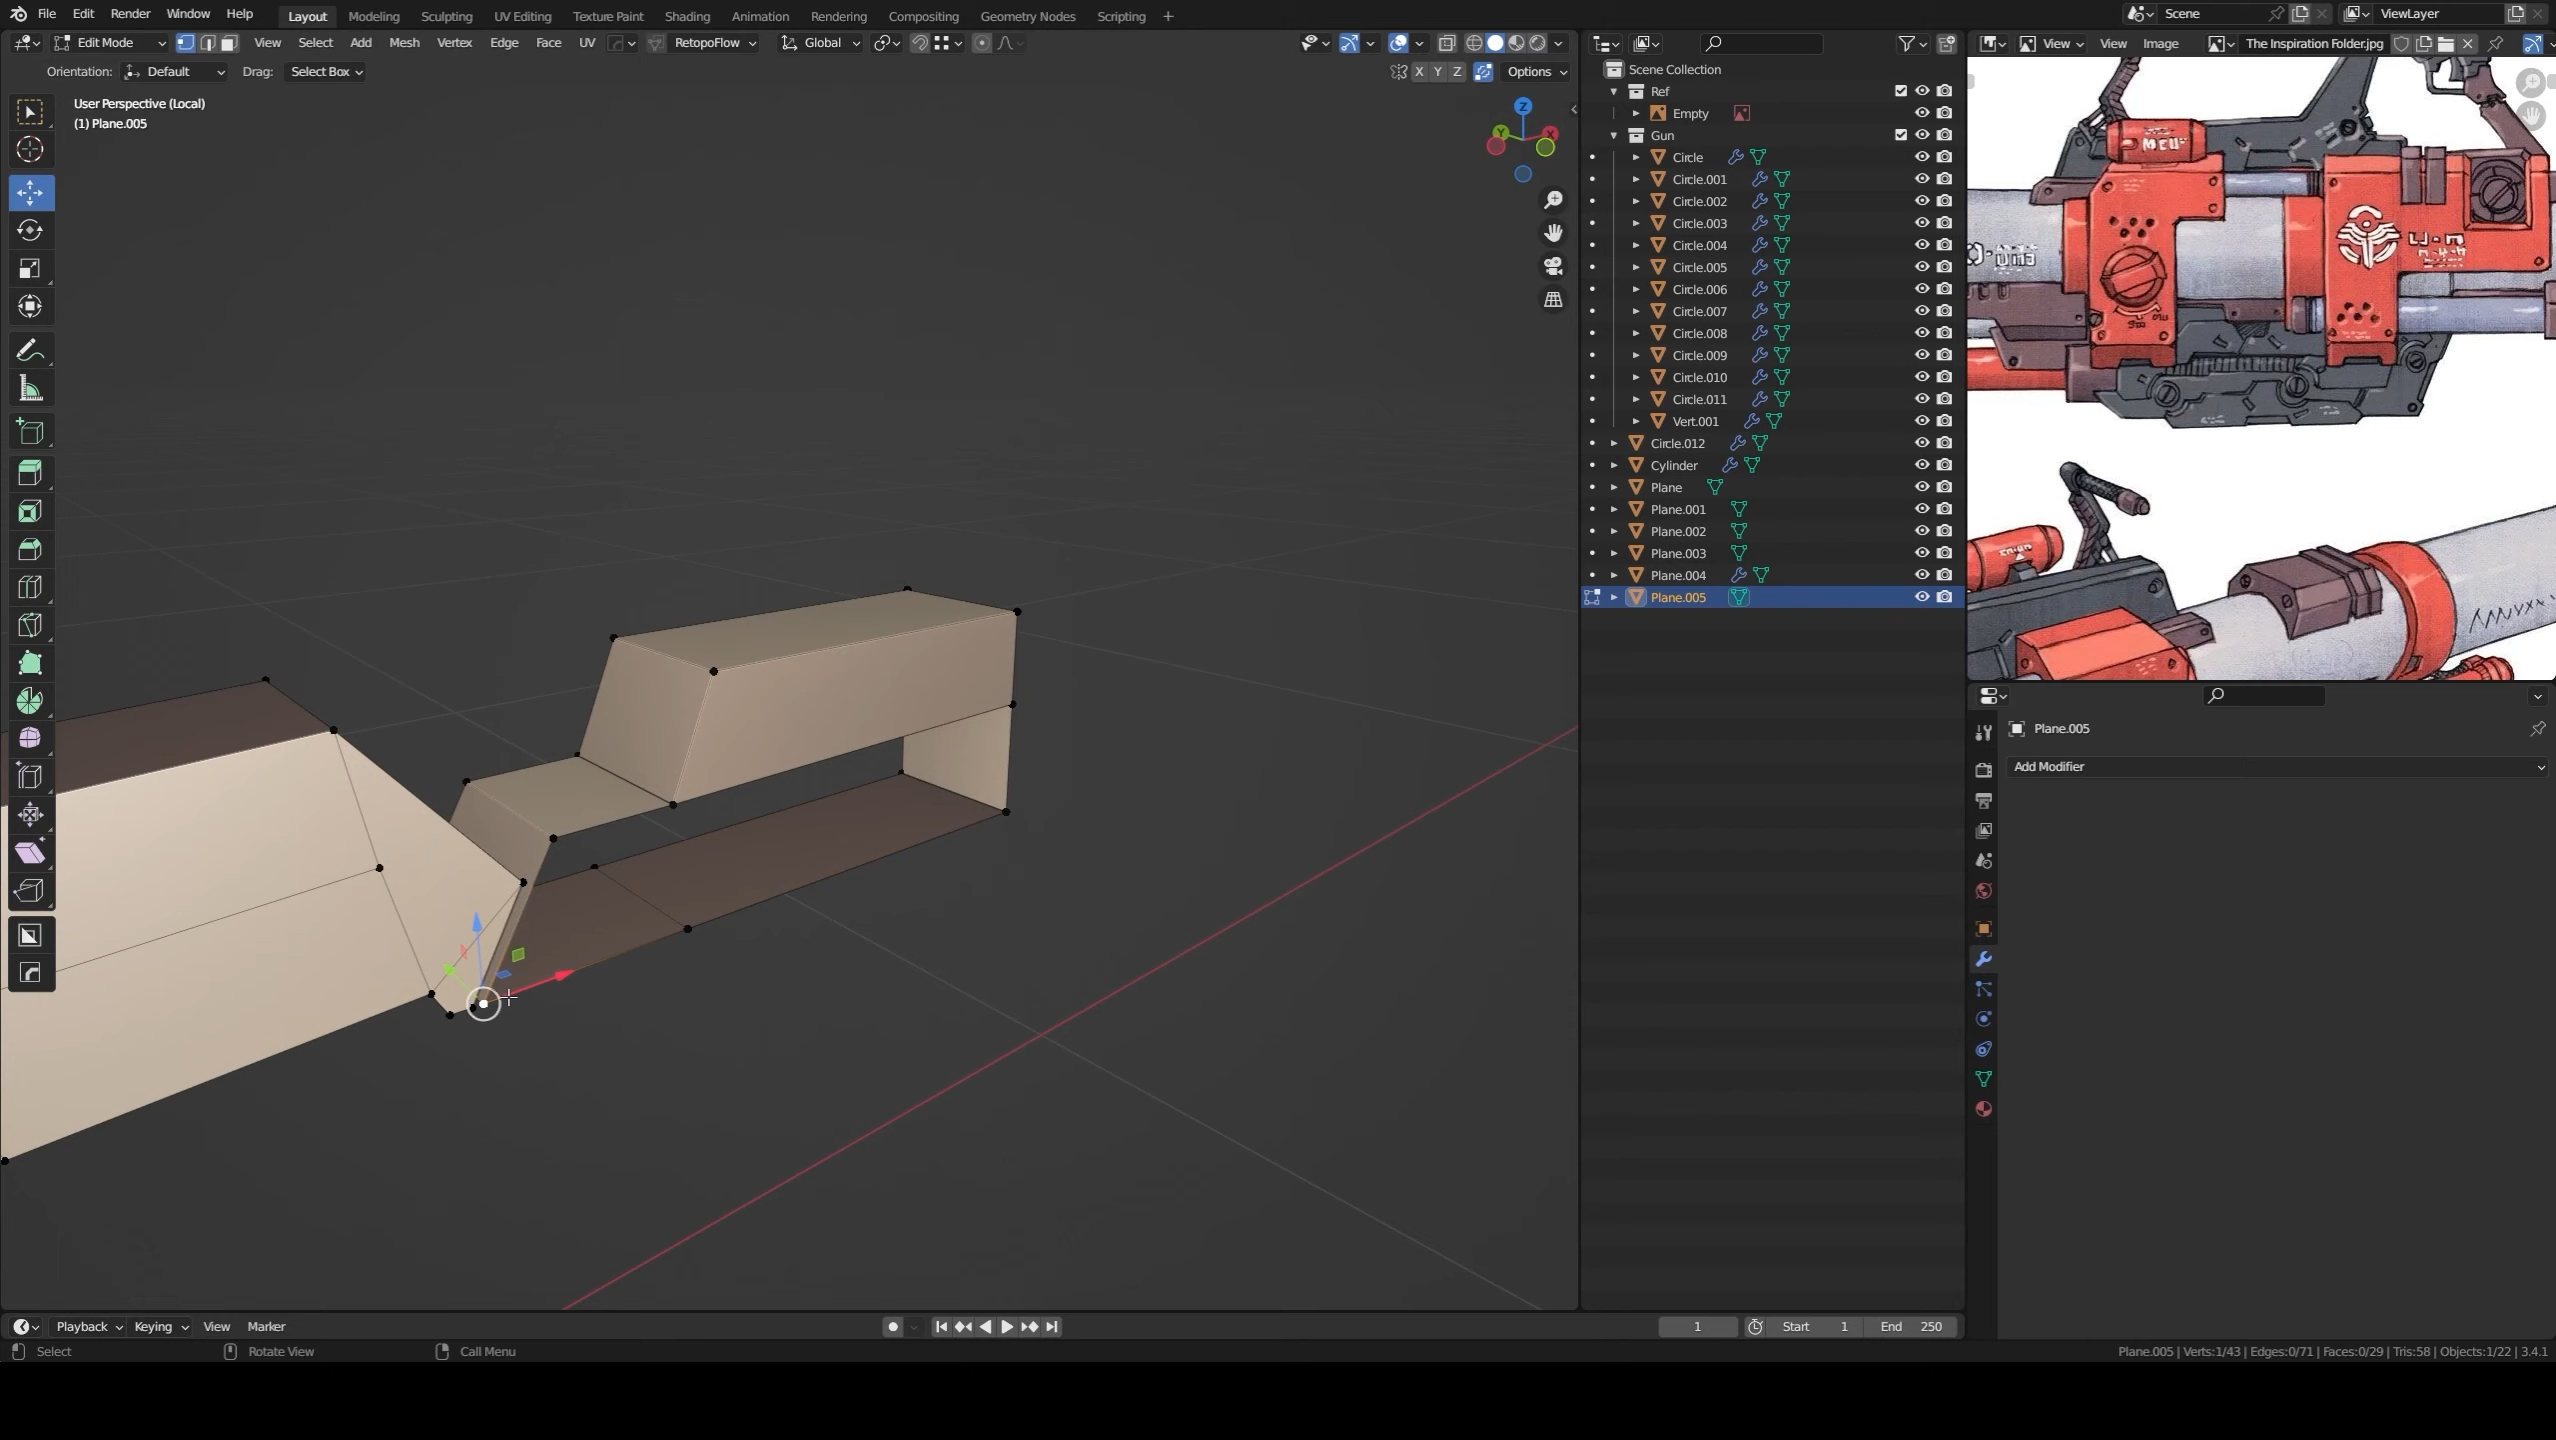 File Edit Render Window Help Layout Modeling Sculpting UV Editing Texture Paint Shading Animation Rendering Compositing Geometry Nodes Scripting + Scene ViewLayer
Edit Mode View Select Add Mesh Vertex Edge Face UV RetopoFlow Global View View Image The Inspiration Folder.jpg
Orientation: Default Drag: Select Box X Y Z Options
Scene Collection
User Perspective (Local)
(1) Plane.005
Ref
Empty
Gun
Circle
Circle.001
Circle.002
Circle.003
Circle.004
Circle.005
Circle.006
Circle.007
Circle.008
Circle.009
Circle.010
Circle.011
Vert.001
Circle.012
Cylinder
Plane
Plane.001
Plane.002
Plane.003
Plane.004
Plane.005
Z
Y
X
Plane.005
Add Modifier
Playback Keying View Marker 1 Start 1 End 250
Select Rotate View Call Menu Plane.005 | Verts:1/43 | Edges:0/71 | Faces:0/29 | Tris:58 | Objects:1/22 | 3.4.1